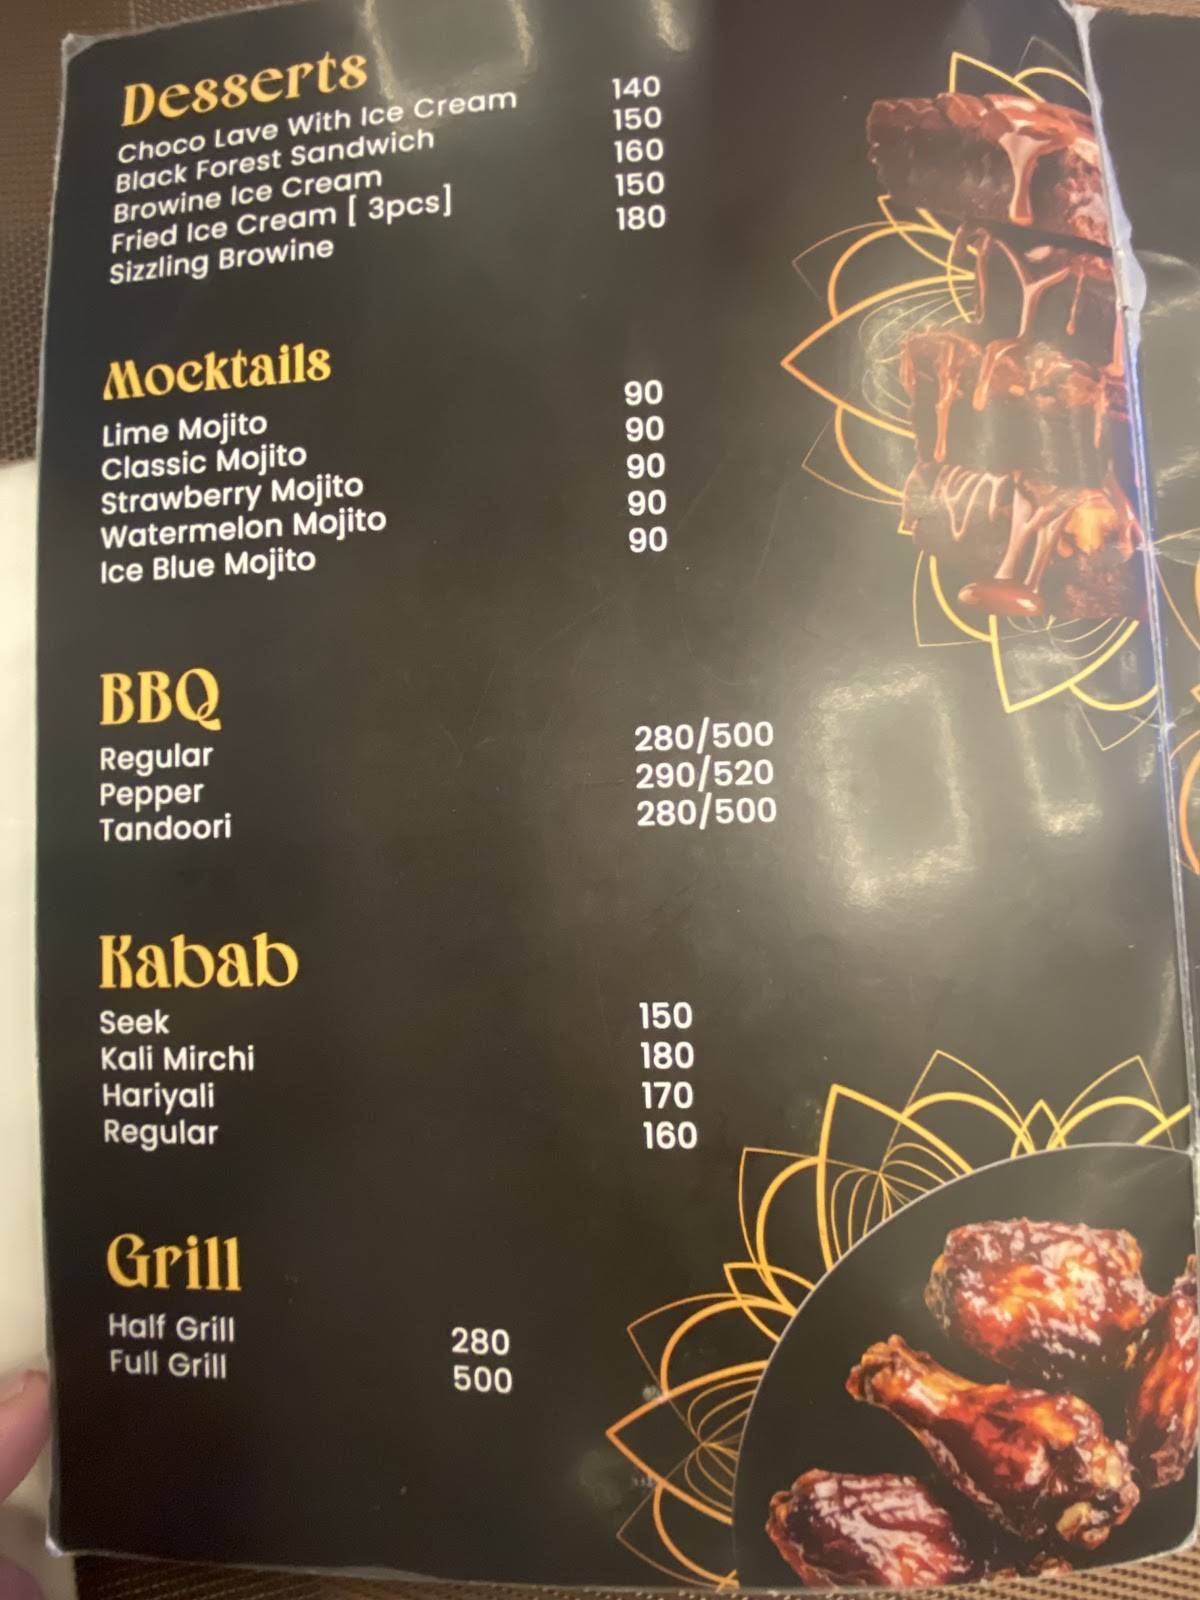 Desserts
Choco Lave With Ice Cream 140
Black Forest Sandwich 150
Browine Ice Cream 160
Fried Ice Cream [ 3pcs] 150
Sizzling Browine 180
Mocktails
Lime Mojito 90
Classic Mojito 90
Strawberry Mojito 90
Watermelon Mojito 90
Ice Blue Mojito 90
BBQ
Regular 280/500
Pepper 290/520
Tandoori 280/500
Kabab
Seek 150
Kali Mirchi 180
Hariyali 170
Regular 160
Grill
Half Grill 280
Full Grill 500